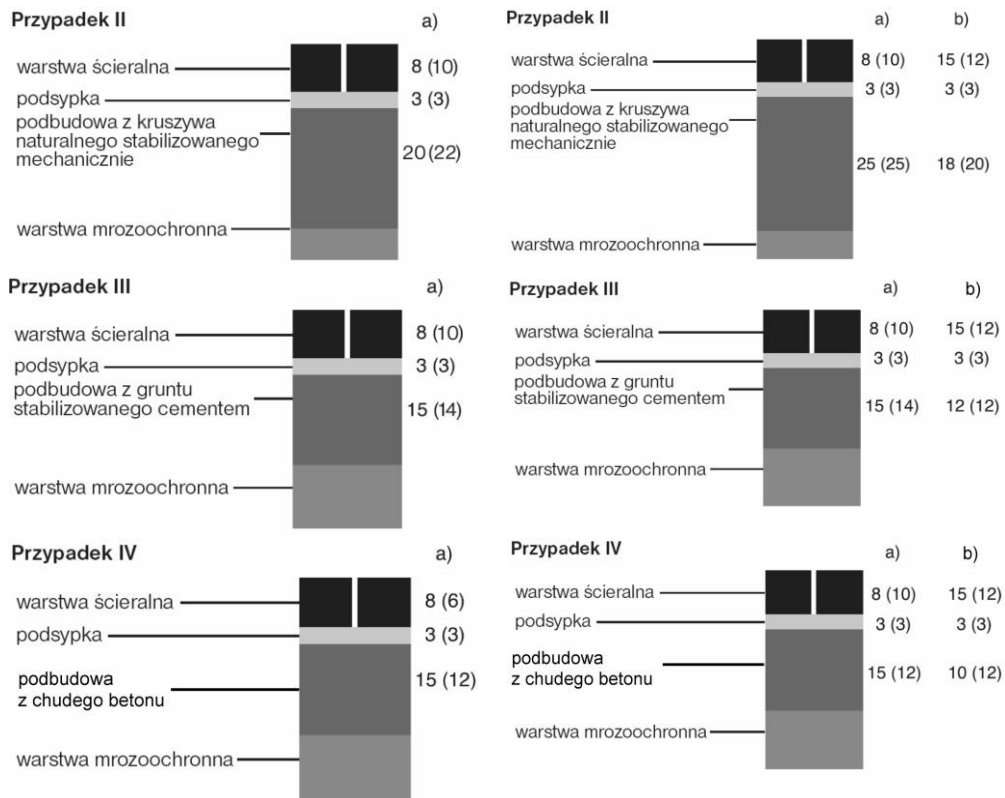 Przypadek II a)
warstwa ścieralna 8 (10)
podsypka 3 (3)
podbudowa z kruszywa
naturalnego stabilizowanego
mechanicznie 20 (22)
warstwa mrozoochronna
Przypadek III a)
warstwa ścieralna 8 (10)
podsypka 3 (3)
podbudowa z gruntu
stabilizowanego cementem 15 (14)
warstwa mrozoochronna
Przypadek IV a)
warstwa ścieralna 8 (6)
podsypka 3 (3)
podbudowa
z chudego betonu 15 (12)
warstwa mrozoochronna
Przypadek II a) b)
warstwa ścieralna 8 (10) 15 (12)
podsypka 3 (3) 3 (3)
podbudowa z kruszywa
naturalnego stabilizowanego
mechanicznie
25 (25) 18 (20)
warstwa mrozoochronna
Przypadek III a) b)
warstwa ścieralna 8 (10) 15 (12)
podsypka 3 (3) 3 (3)
podbudowa z gruntu
stabilizowanego cementem
15 (14) 12 (12)
warstwa mrozoochronna
Przypadek IV a) b)
warstwa ścieralna 8 (10) 15 (12)
podsypka 3 (3) 3 (3)
podbudowa
z chudego betonu 15 (12) 10 (12)
warstwa mrozoochronna